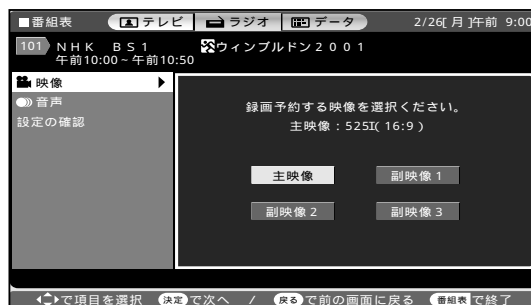 ■番組表 テレビ ラジオ データ 2/26[月]午前 9:00
101 NHK BS1 ウィンブルドン2001
午前10:00～午前10:50
映像
音声
設定の確認
録画予約する映像を選択ください。
主映像：525I(16:9)
主映像 副映像1
副映像2 副映像3
で項目を選択 決定で次へ / 戻るで前の画面に戻る 番組表で終了